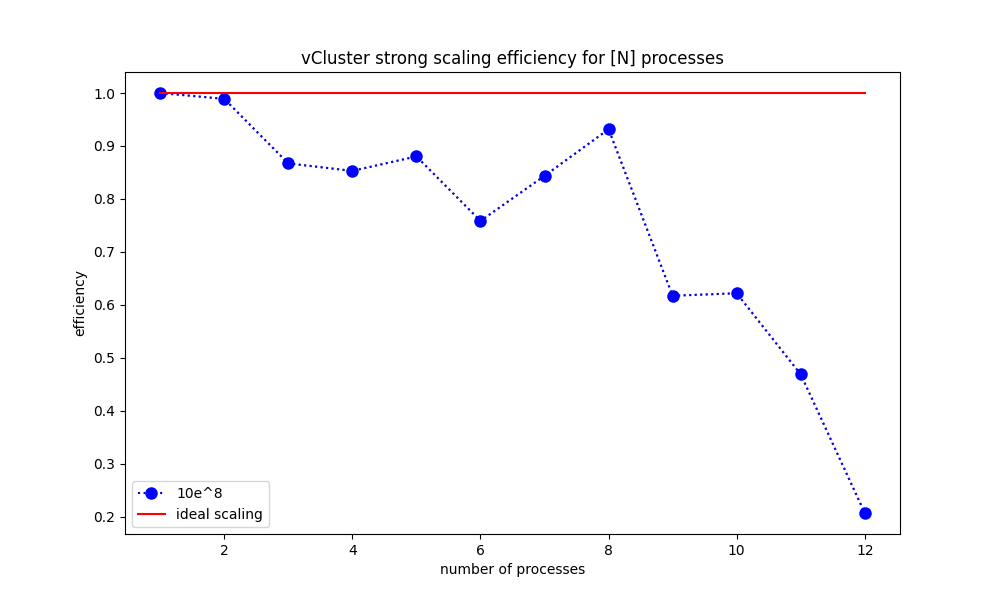 vCluster strong scaling efficiency for [N] processes
efficiency
1.0
0.9
0.8
0.7
0.6
0.5
0.4
0.3
0.2
10e^8
ideal scaling
2 4 6 8 10 12
number of processes